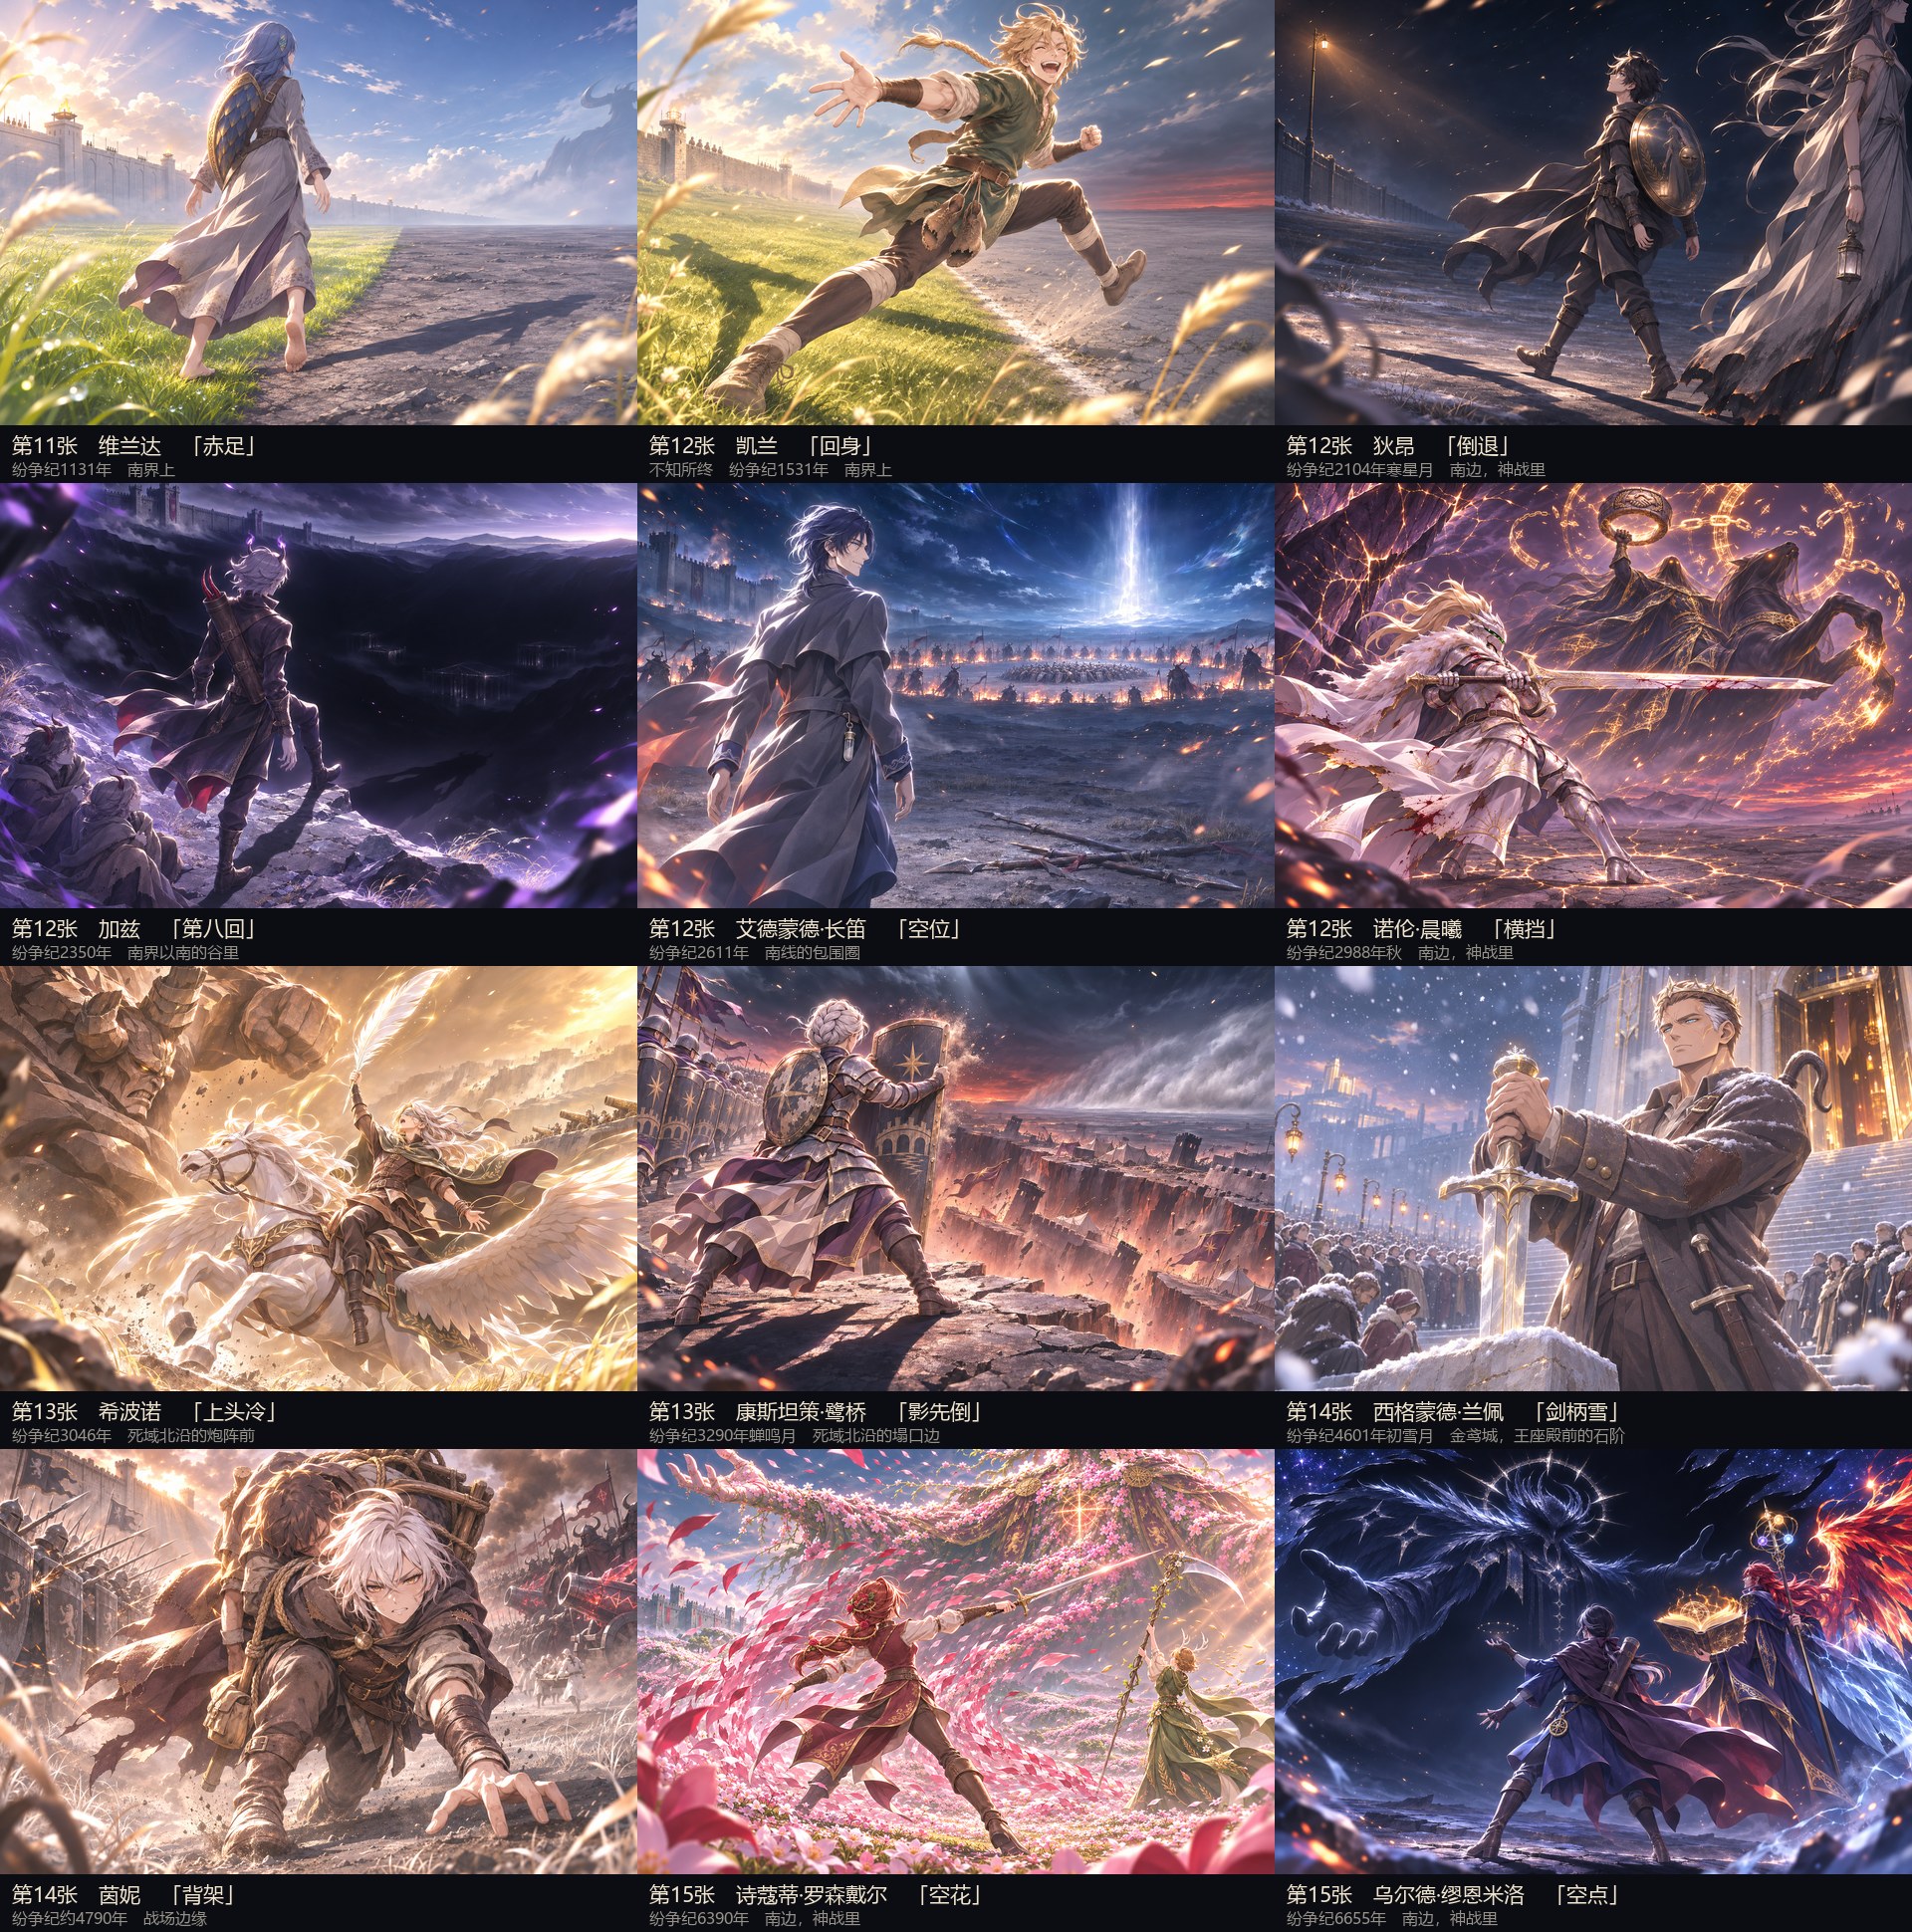 第11张 维兰达 「赤足」
纷争纪1131年 南界上
第12张 凯兰 「回身」
不知所终 纷争纪1531年 南界上
第12张 狄昂 「倒退」
纷争纪2104年寒星月 南边，神战里
第12张 加兹 「第八回」
纷争纪2350年 南界以南的谷里
第12张 艾德蒙德·长笛 「空位」
纷争纪2611年 南线的包围圈
第12张 诺伦·晨曦 「横挡」
纷争纪2988年秋 南边，神战里
第13张 希波诺 「上头冷」
纷争纪3046年 死域北沿的炮阵前
第13张 康斯坦策·鹭桥 「影先倒」
纷争纪3290年蝉鸣月 死域北沿的塌口边
第14张 西格蒙德·兰佩 「剑柄雪」
纷争纪4601年初雪月 金鸢城，王座殿前的石阶
第14张 茵妮 「背架」
纷争纪约4790年 战场边缘
第15张 诗蔻蒂·罗森戴尔 「空花」
纷争纪6390年 南边，神战里
第15张 乌尔德·缪恩米洛 「空点」
纷争纪6655年 南边，神战里